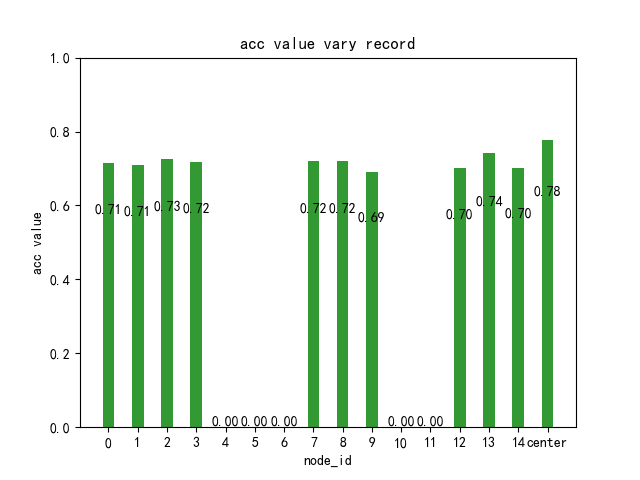 acc value vary record
1.0
0.8
0.6
0.4
0.2
0.0
acc value
0.71 0.71 0.73 0.72 0.00 0.00 0.00 0.72 0.72 0.69 0.00 0.00 0.70 0.74 0.70 0.78
0 1 2 3 4 5 6 7 8 9 10 11 12 13 14 center
node_id